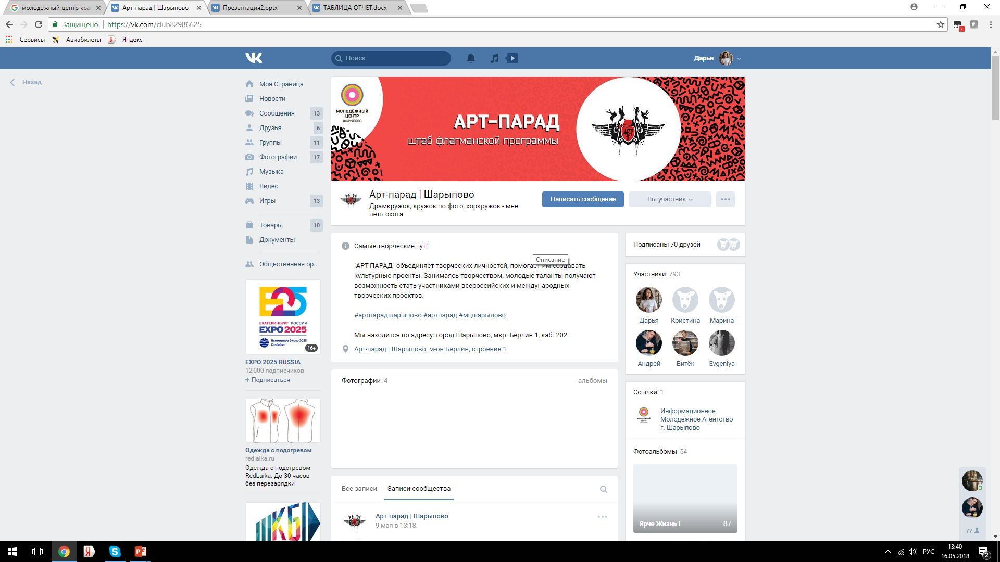 молодежный центр кра
Арт-парад | Шарыпово
Презентация2.pptx
ТАБЛИЦА ОТЧЕТ.docx
Защищено
https://vk.com/club82986625
7
Сервисы
Авиабилеты
Яндекс
Поиск
Дарья
Назад
Моя Страница
Новости
Сообщения 13
Друзья 6
Группы 11
Фотографии 17
Музыка
Видео
Игры 13
Товары 10
Документы
Общественная ор..
ЕКАТЕРИНБУРГ | РОССИЯ
EXPO 2025
Всемирное Экспо 2025
Кандидат
16+
EXPO 2025 RUSSIA
12 000 подписчиков
+ Подписаться
Одежда с подогревом
redlaika.ru
Одежда с подогревом
RedLaika. До 30 часов
без перезарядки
МОЛОДЁЖНЫЙ
ЦЕНТР
ШАРЫПОВО
АРТ-ПАРАД
штаб флагманской программы
Арт-парад | Шарыпово
Драмкружок, кружок по фото, хоркружок - мне
петь охота
Написать сообщение
Вы участник
Самые творческие тут!
Описание
"АРТ-ПАРАД" объединяет творческих личностей, помогает им создавать
культурные проекты. Занимаясь творчеством, молодые таланты получают
возможность стать участниками всероссийских и международных
творческих проектов.
#артпарадшарыпово #артпарад #мцшарыпово
Мы находится по адресу: город Шарыпово, мкр. Берлин 1, каб. 202
Арт-парад | Шарыпово, м-он Берлин, строение 1
Фотографии 4
альбомы
Все записи
Записи сообщества
Арт-парад | Шарыпово
9 мая в 13:18
Подписаны 70 друзей
Участники 793
Дарья
Кристина
Марина
Андрей
Витёк
Evgeniya
Ссылки 1
Информационное
Молодежное Агентство
г. Шарыпово
Фотоальбомы 54
Ярче Жизнь !
87
77
РУС
13:40
16.05.2018
2